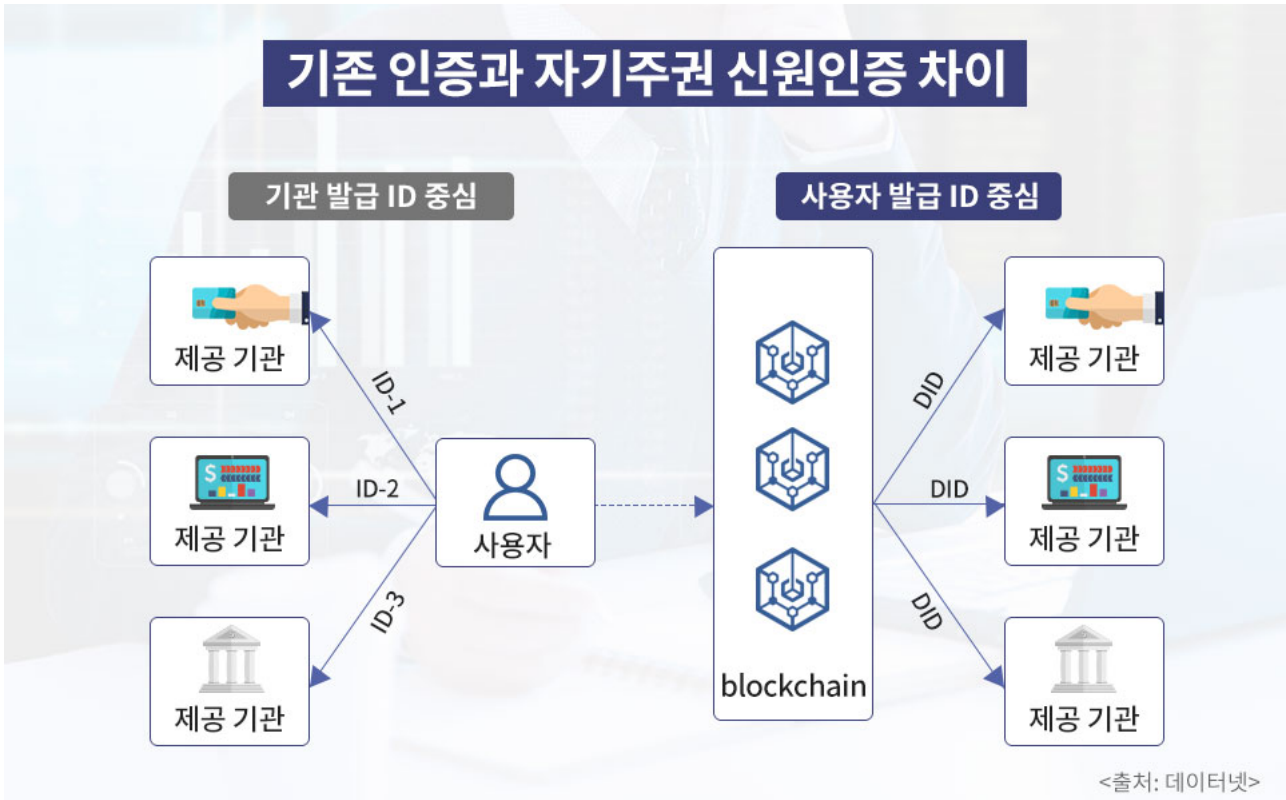 기존 인증과 자기주권 신원인증 차이
기관 발급 ID 중심
제공 기관
ID-1
제공 기관
ID-2
제공 기관
ID-3
사용자
사용자 발급 ID 중심
blockchain
DID
제공 기관
DID
제공 기관
DID
제공 기관
<출처: 데이터넷>